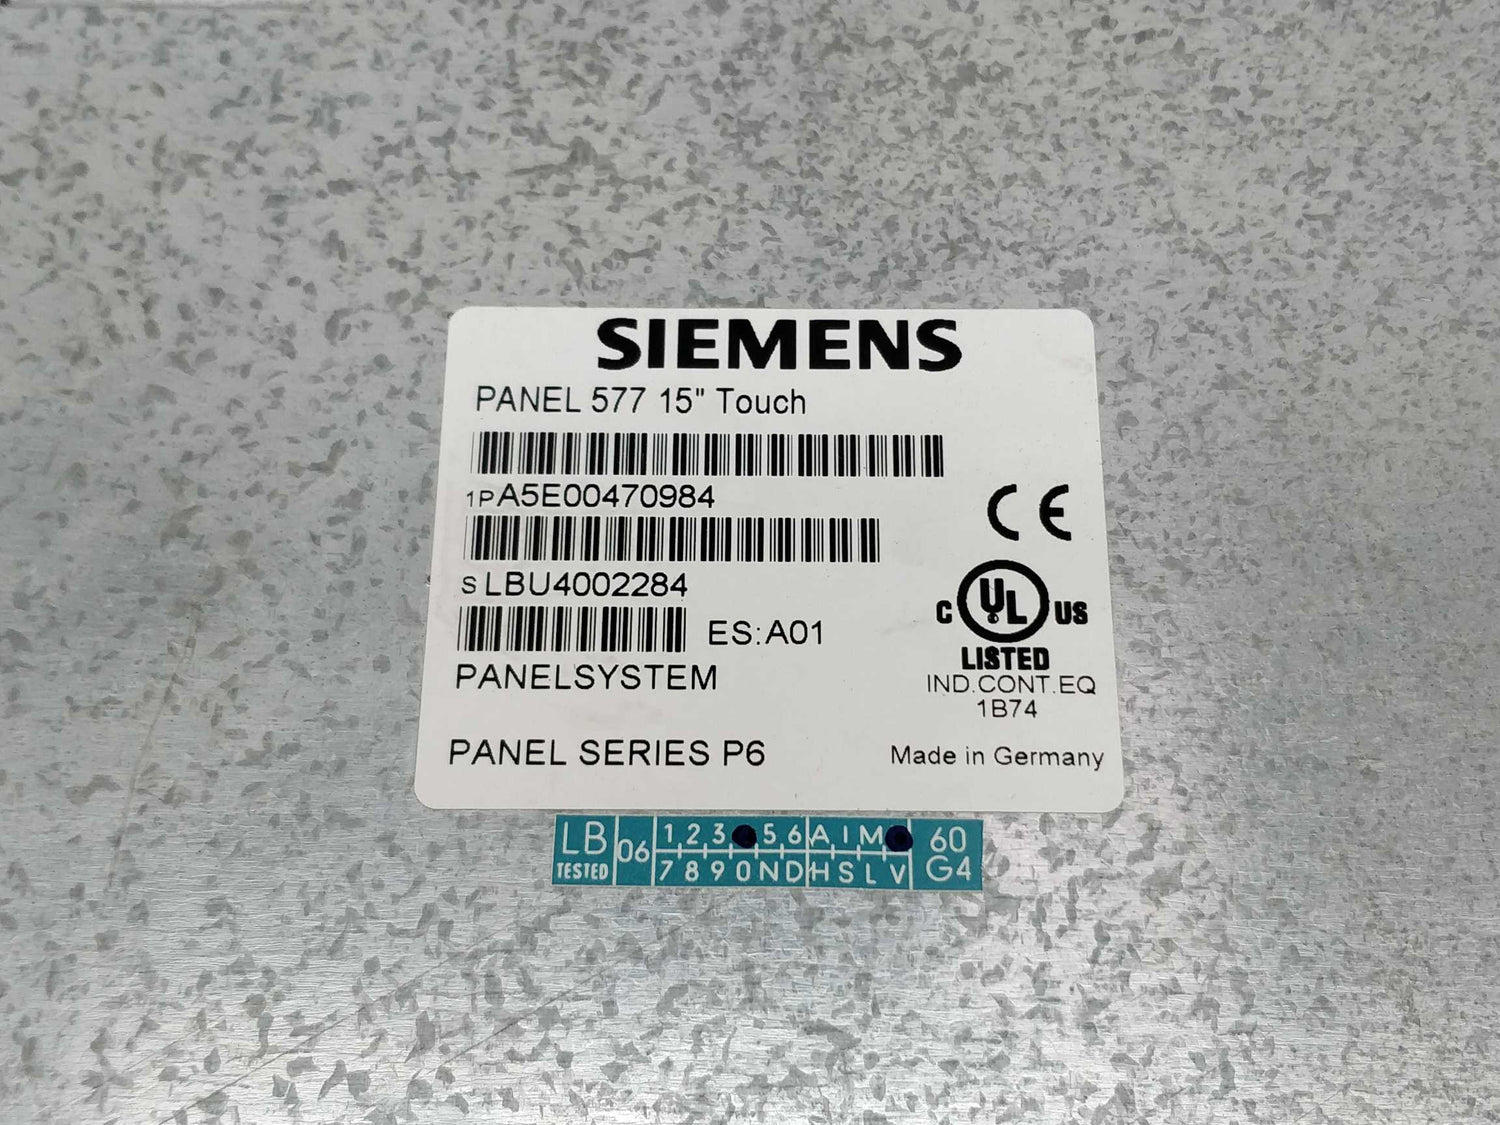 SIEMENS
PANEL 577 15" Touch
1P A5E00470984
S LBU4002284
ES:A01
PANELSYSTEM
PANEL SERIES P6
CE
C UL US
LISTED
IND.CONT.EQ
1B74
Made in Germany
LB TESTED
06
1 2 3 5 6 A I M
7 8 9 0 N D H S L V
60
G4